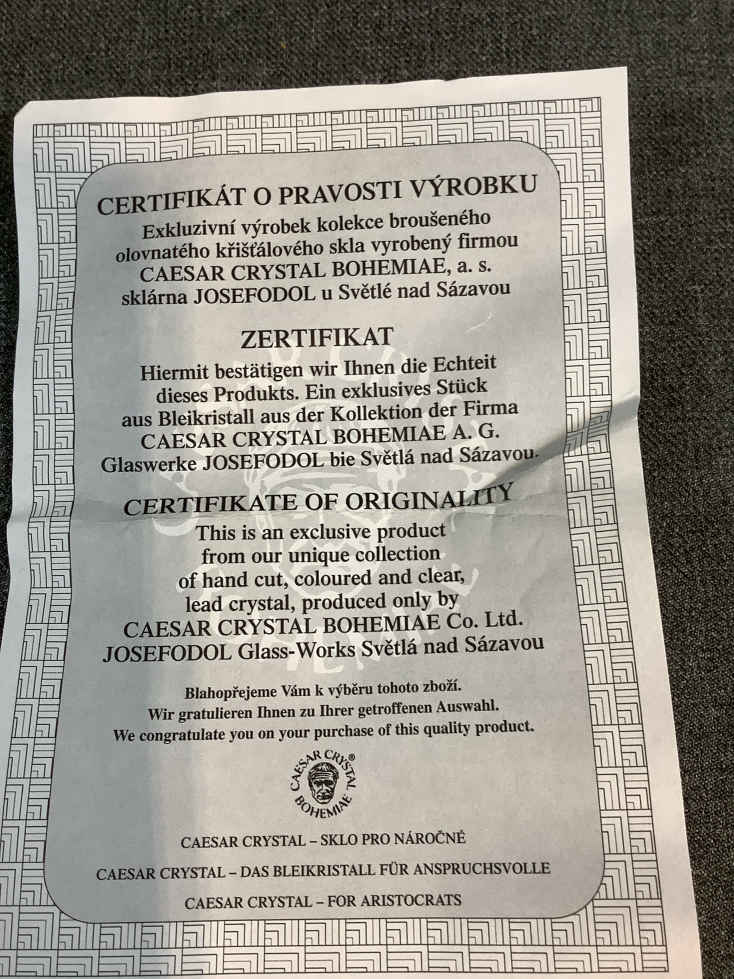 CERTIFIKÁT O PRAVOSTI VÝROBKU
Exkluzivní výrobek kolekce broušeného
olovnatého křišťálového skla vyrobený firmou
CAESAR CRYSTAL BOHEMIAE, a. s.
sklárna JOSEFODOL u Světlé nad Sázavou
ZERTIFIKAT
Hiermit bestätigen wir Ihnen die Echteit
dieses Produkts. Ein exklusives Stück
aus Bleikristall aus der Kollektion der Firma
CAESAR CRYSTAL BOHEMIAE A. G.
Glaswerke JOSEFODOL bie Světlá nad Sázavou.
CERTIFIKATE OF ORIGINALITY
This is an exclusive product
from our unique collection
of hand cut, coloured and clear,
lead crystal, produced only by
CAESAR CRYSTAL BOHEMIAE Co. Ltd.
JOSEFODOL Glass-Works Světlá nad Sázavou
Blahopřejeme Vám k výběru tohoto zboží.
Wir gratulieren Ihnen zu Ihrer getroffenen Auswahl.
We congratulate you on your purchase of this quality product.
CAESAR CRYSTAL®
BOHEMIAE
CAESAR CRYSTAL – SKLO PRO NÁROČNÉ
CAESAR CRYSTAL – DAS BLEIKRISTALL FÜR ANSPRUCHSVOLLE
CAESAR CRYSTAL – FOR ARISTOCRATS